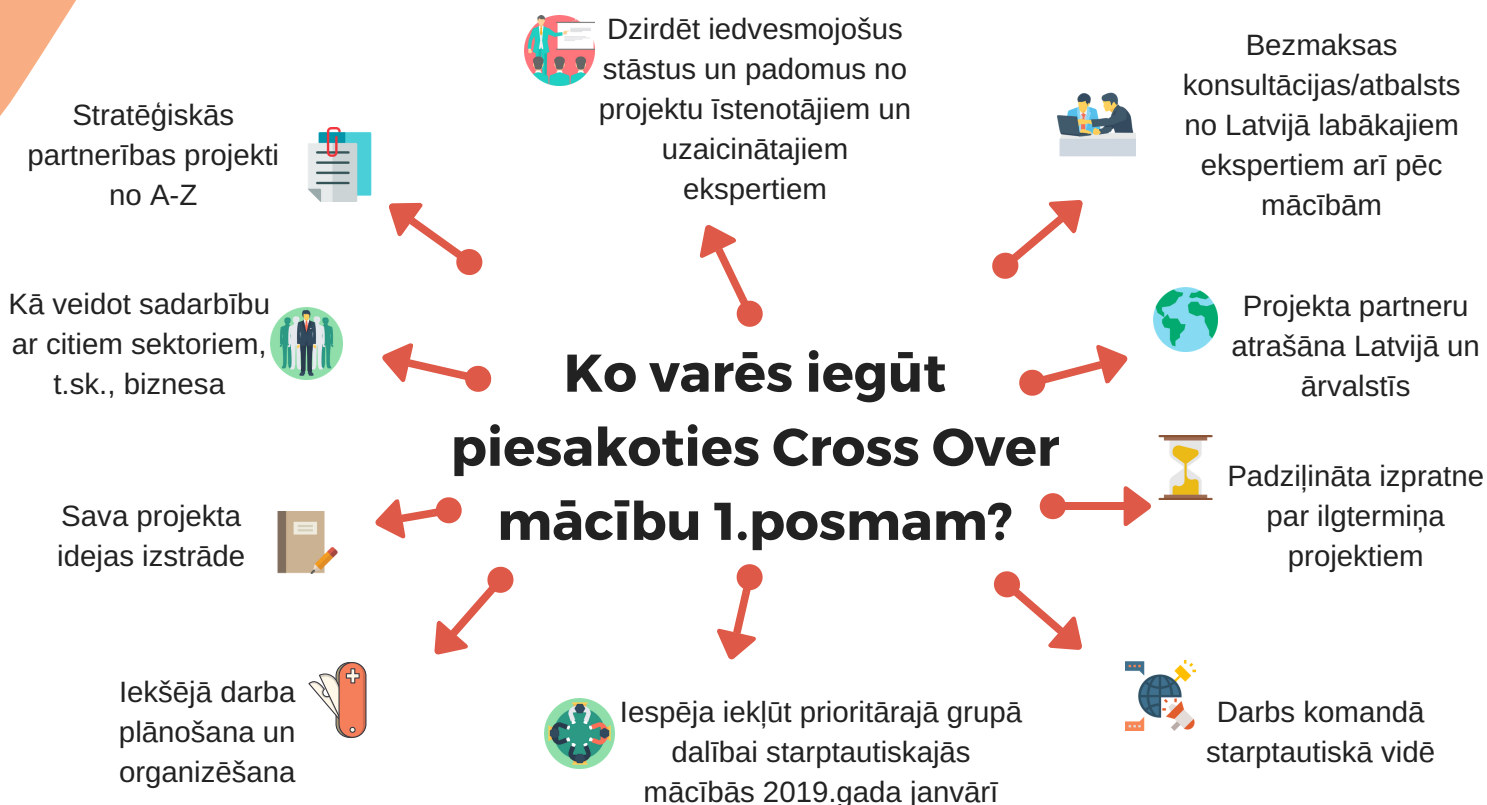 Ko varēs iegūt
piesakoties Cross Over
mācību 1.posmam?
Stratēģiskās
partnerības projekti
no A-Z
Dzirdēt iedvesmojošus
stāstus un padomus no
projektu īstenotājiem un
uzaicinātajiem
ekspertiem
Bezmaksas
konsultācijas/atbalsts
no Latvijā labākajiem
ekspertiem arī pēc
mācībām
Kā veidot sadarbību
ar citiem sektoriem,
t.sk., biznesa
Projekta partneru
atrašāna Latvijā un
ārvalstīs
Sava projekta
idejas izstrāde
Padziļināta izpratne
par ilgtermiņa
projektiem
Iekšējā darba
plānošana un
organizēšana
Iespēja iekļūt prioritārajā grupā
dalībai starptautiskajās
mācībās 2019.gada janvārī
Darbs komandā
starptautiskā vidē